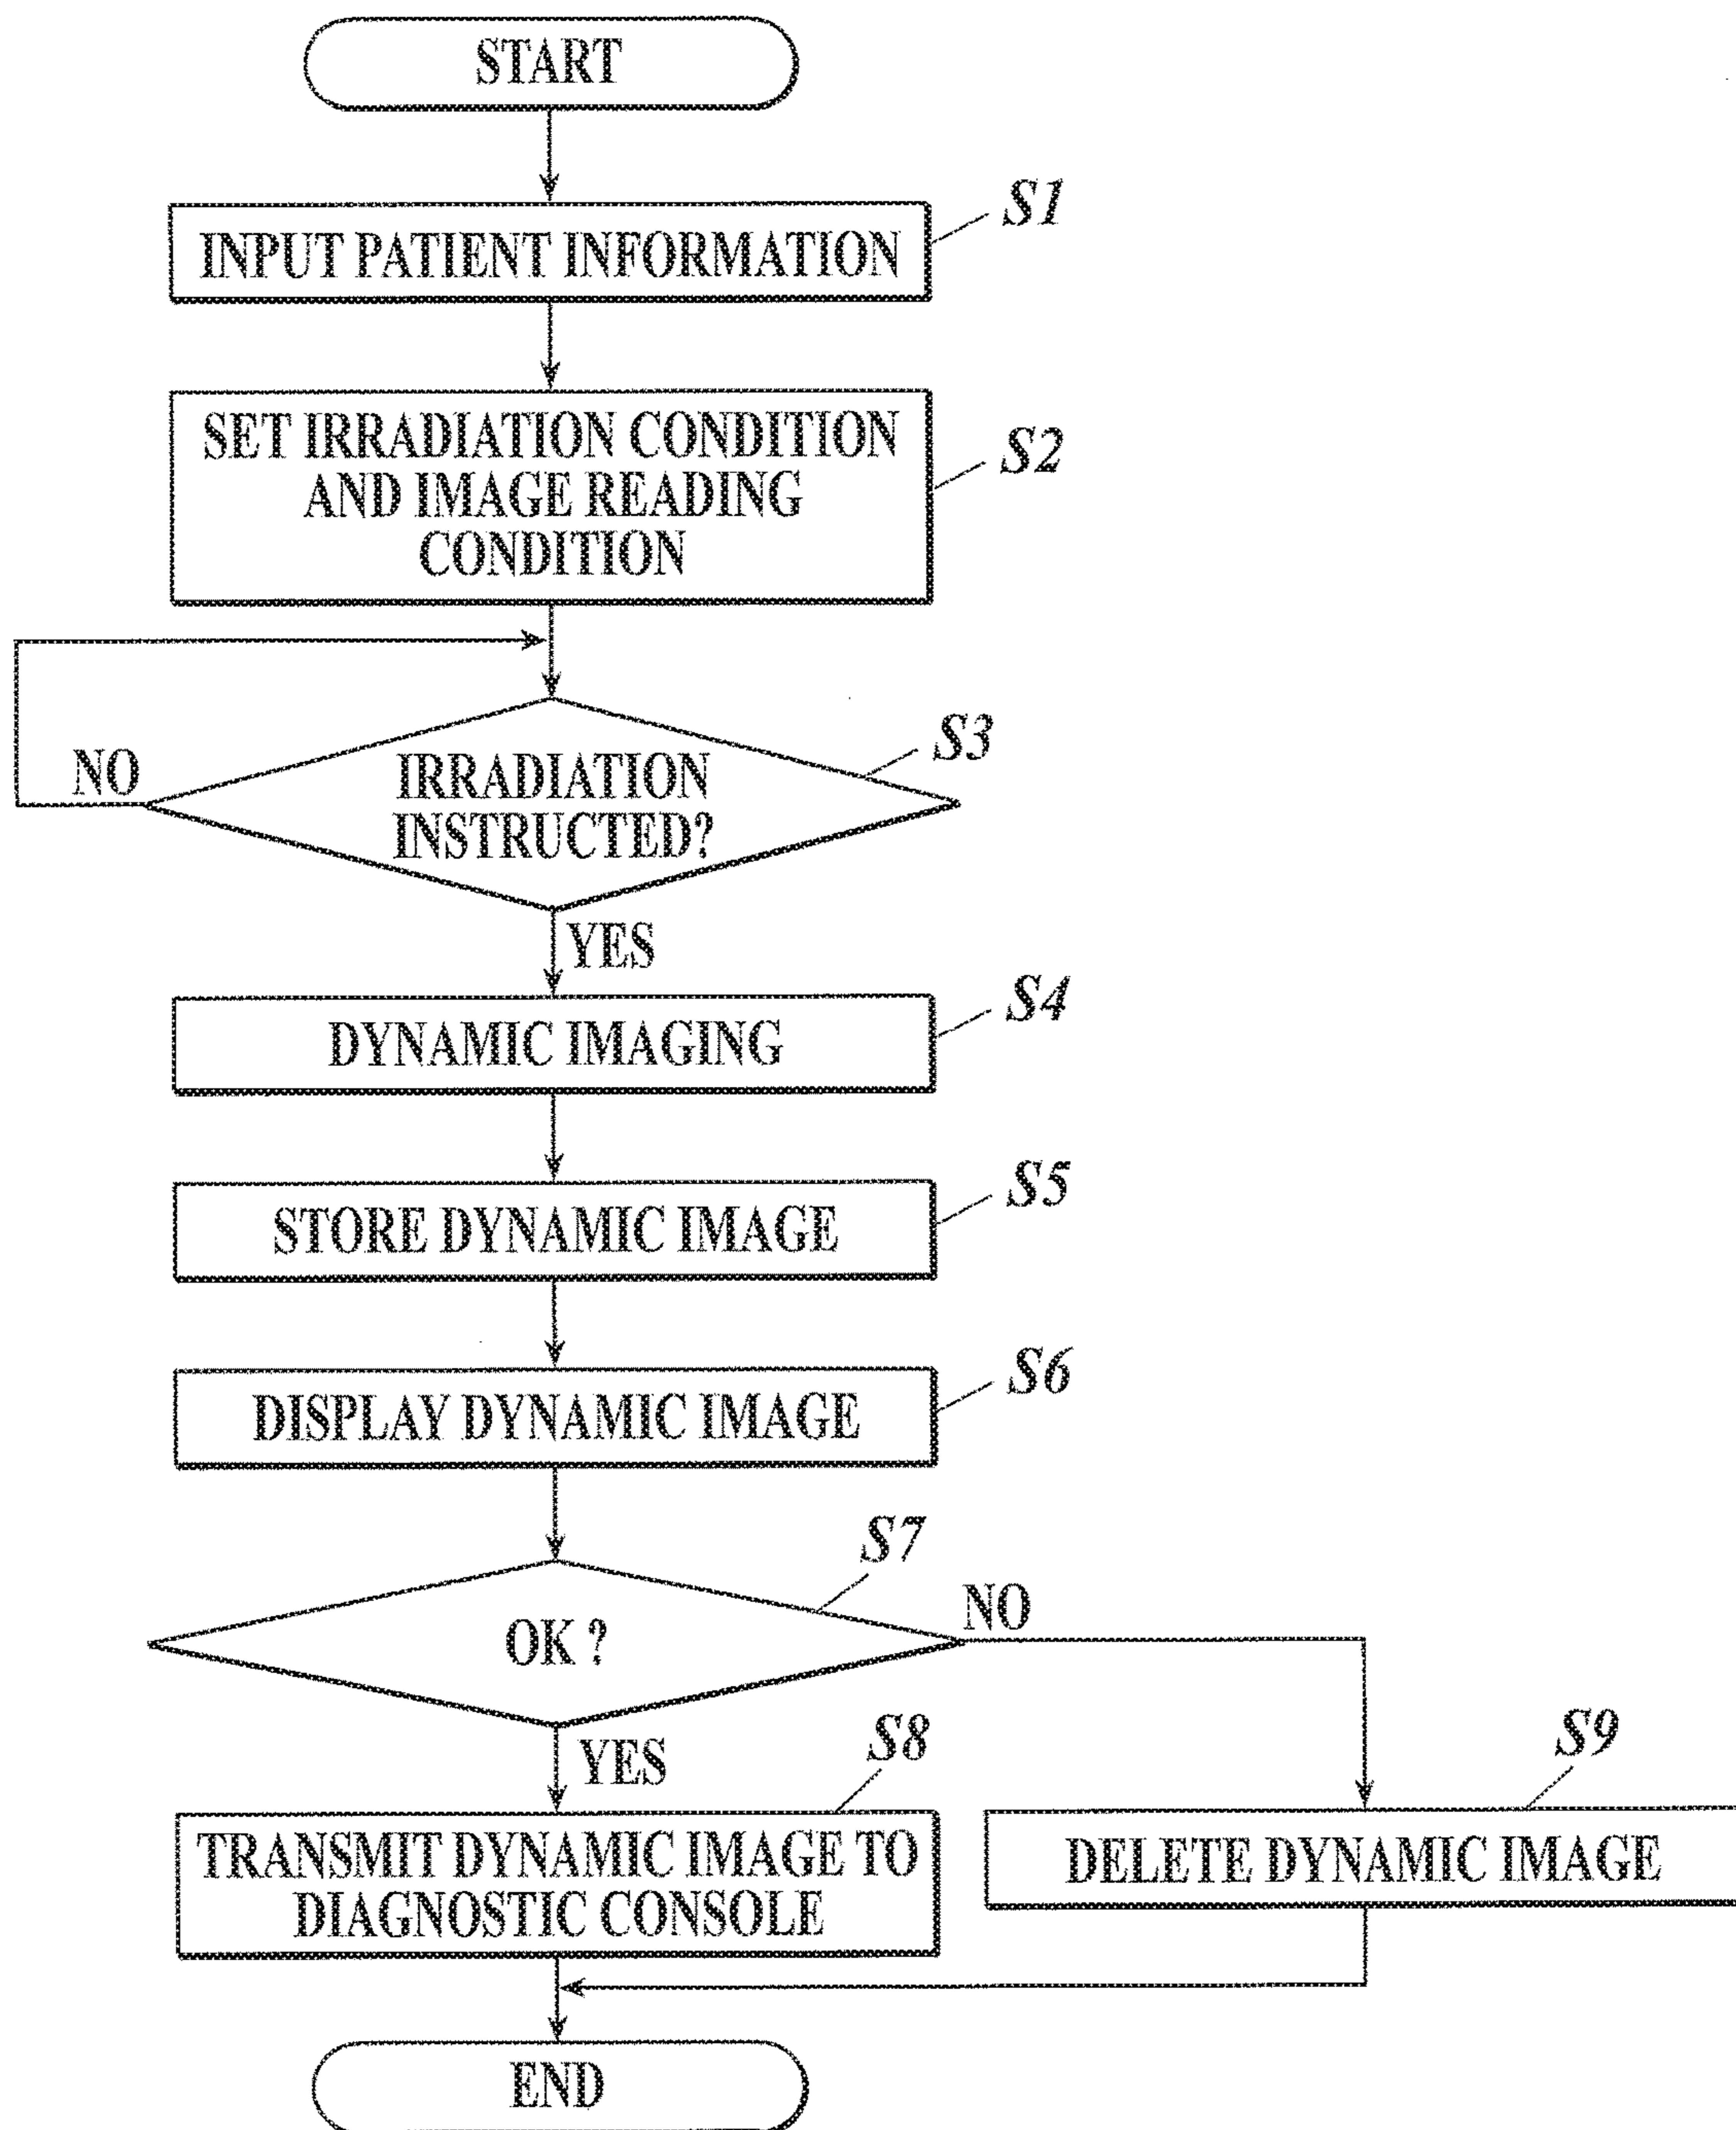 START
S1
INPUT PATIENT INFORMATION
S2
SET IRRADIATION CONDITION
AND IMAGE READING
CONDITION
S3
NO
IRRADIATION
INSTRUCTED?
YES
S4
DYNAMIC IMAGING
S5
STORE DYNAMIC IMAGE
S6
DISPLAY DYNAMIC IMAGE
S7
NO
OK ?
YES
S8
S9
TRANSMIT DYNAMIC IMAGE TO
DIAGNOSTIC CONSOLE
DELETE DYNAMIC IMAGE
END